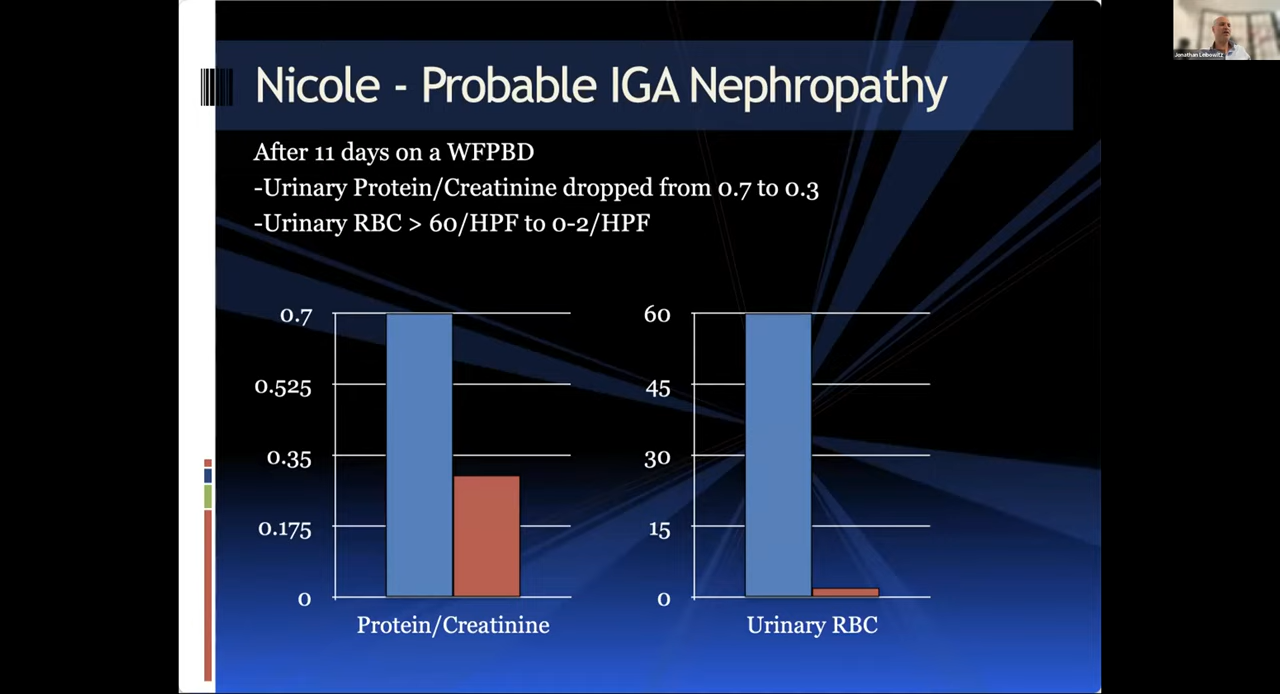 Nicole - Probable IGA Nephropathy
After 11 days on a WFPBD
-Urinary Protein/Creatinine dropped from 0.7 to 0.3
-Urinary RBC > 60/HPF to 0-2/HPF
0.7
0.525
0.35
0.175
0
Protein/Creatinine
60
45
30
15
0
Urinary RBC
Jonathan Leibowitz